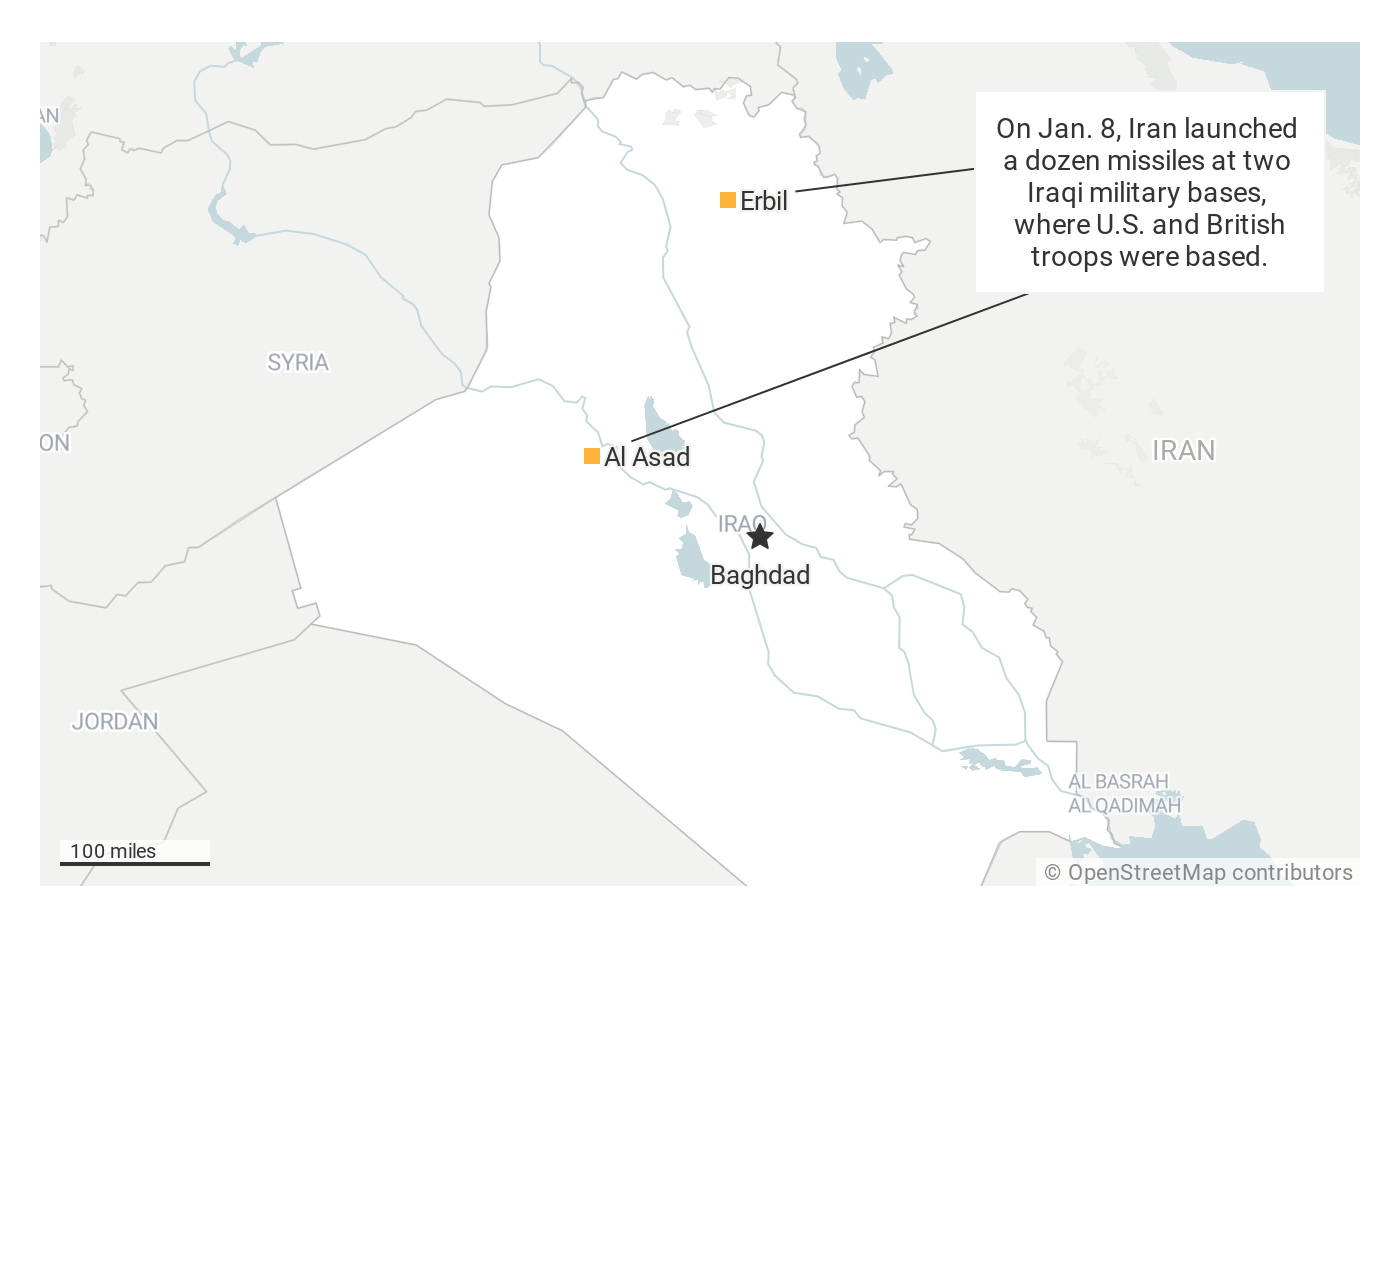 AN
On Jan. 8, Iran launched
a dozen missiles at two
Iraqi military bases,
where U.S. and British
troops were based.
Erbil
SYRIA
ON
IRAN
Al Asad
IRAQ
Baghdad
JORDAN
AL BASRAH
AL QADIMAH
100 miles
© OpenStreetMap contributors